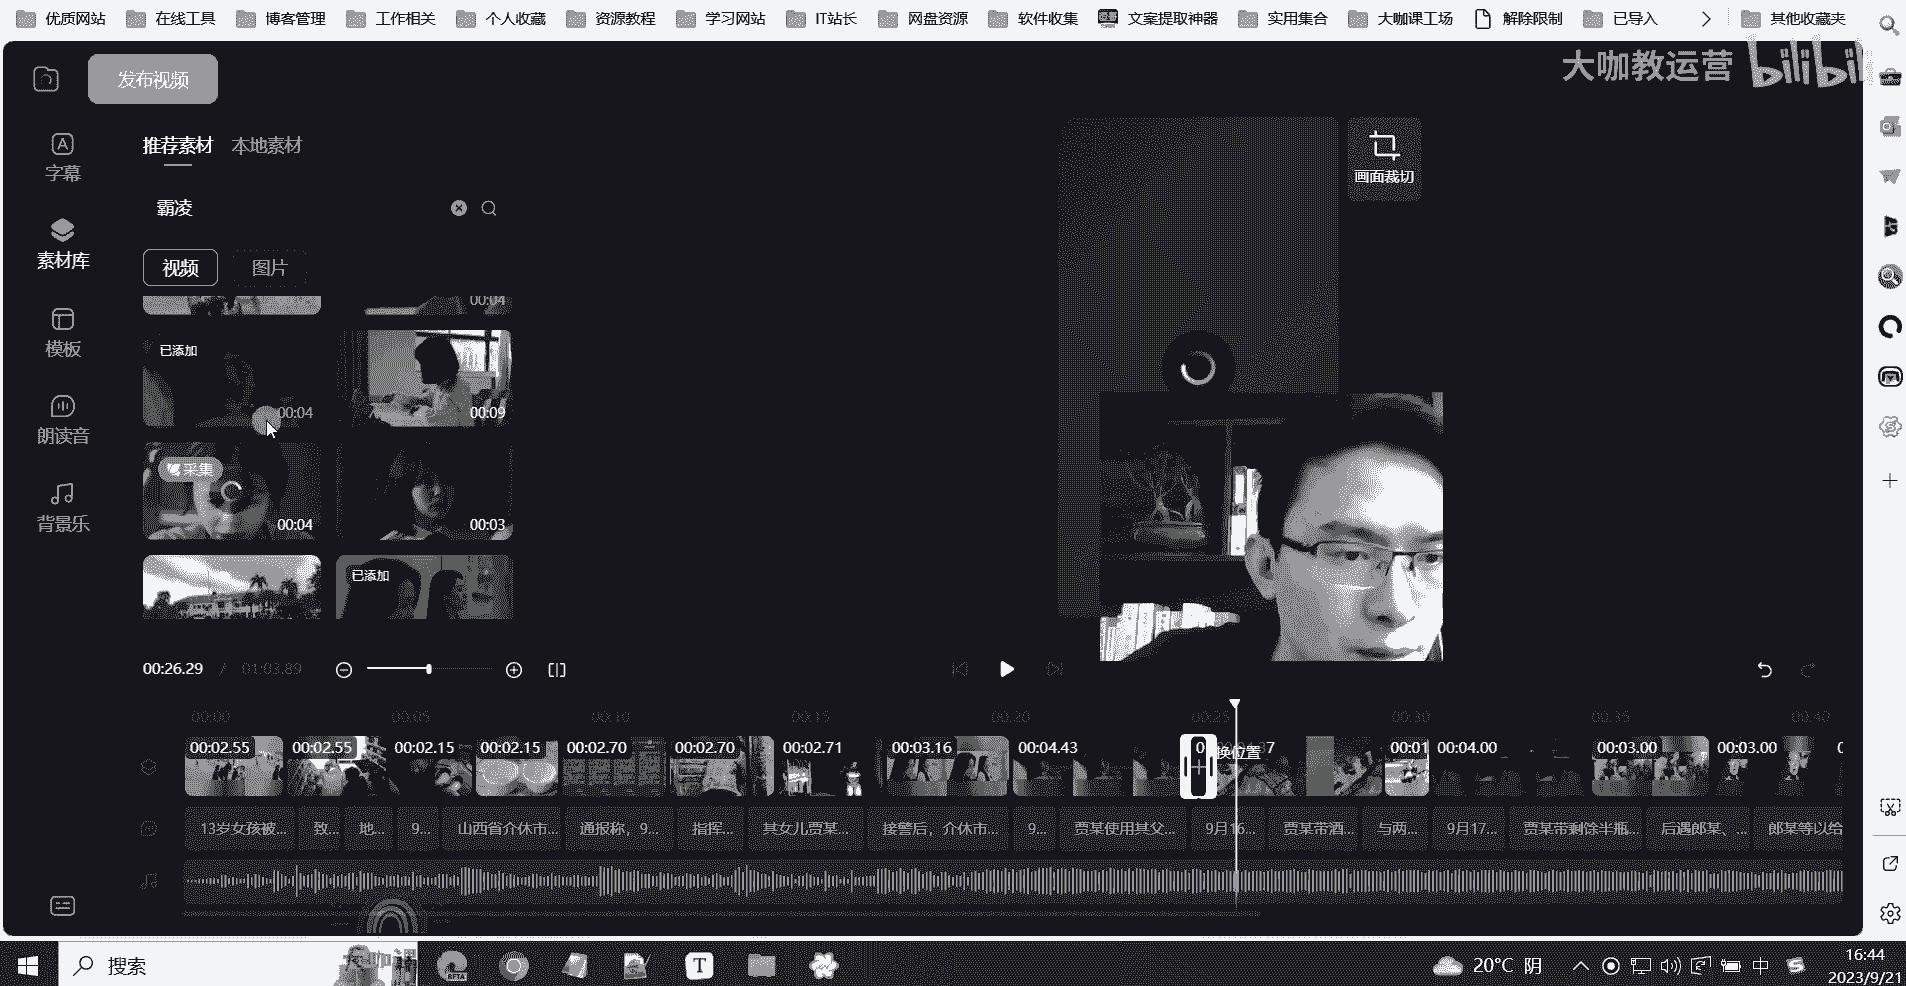 优质网站 在线工具 博客管理 工作相关 个人收藏 资源教程 学习网站 IT站长 网盘资源 软件收集 文案提取神器 实用集合 大咖课工场 解除限制 已导入 其他收藏夹
发布视频
大咖教运营 bilibili
字幕
素材库
模板
朗读音
背景乐
推荐素材 本地素材
霸凌
视频 图片
00:04
已添加
00:04 00:09
采集
00:04 00:03
已添加
画面裁切
00:26.29 / 01:03.89
00:00 00:05 00:10 00:15 00:20 00:25 00:30 00:35 00:40
00:02.55 00:02.55 00:02.15 00:02.15 00:02.70 00:02.70 00:02.71 00:03.16 00:04.43 换位置 00:01 00:04.00 00:03.00 00:03.00
13岁女孩被... 致... 地... 9... 山西省介休市... 通报称，9... 指挥... 其女儿贾某... 接警后，介休市... 9... 贾某使用其父... 9月16... 贾某带酒... 与两... 9月17... 贾某带剩余半瓶... 后遇郎某、... 郎某等以给
搜索
RFTA
T
20°C 阴
中
16:44
2023/9/21